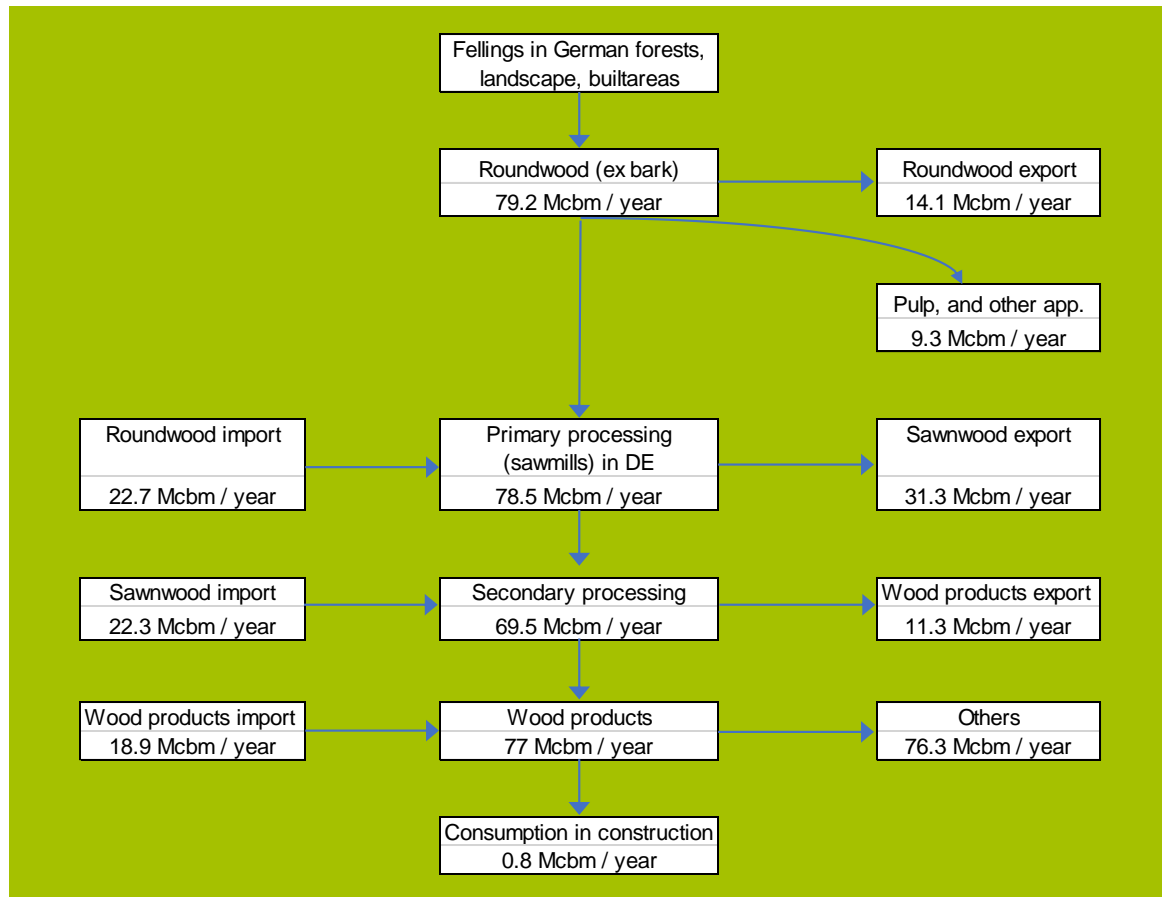 Fellings in German forests,
landscape, builtareas
Roundwood (ex bark)
79.2 Mcbm / year
Roundwood export
14.1 Mcbm / year
Pulp, and other app.
9.3 Mcbm / year
Roundwood import
22.7 Mcbm / year
Primary processing
(sawmills) in DE
78.5 Mcbm / year
Sawnwood export
31.3 Mcbm / year
Sawnwood import
22.3 Mcbm / year
Secondary processing
69.5 Mcbm / year
Wood products export
11.3 Mcbm / year
Wood products import
18.9 Mcbm / year
Wood products
77 Mcbm / year
Others
76.3 Mcbm / year
Consumption in construction
0.8 Mcbm / year